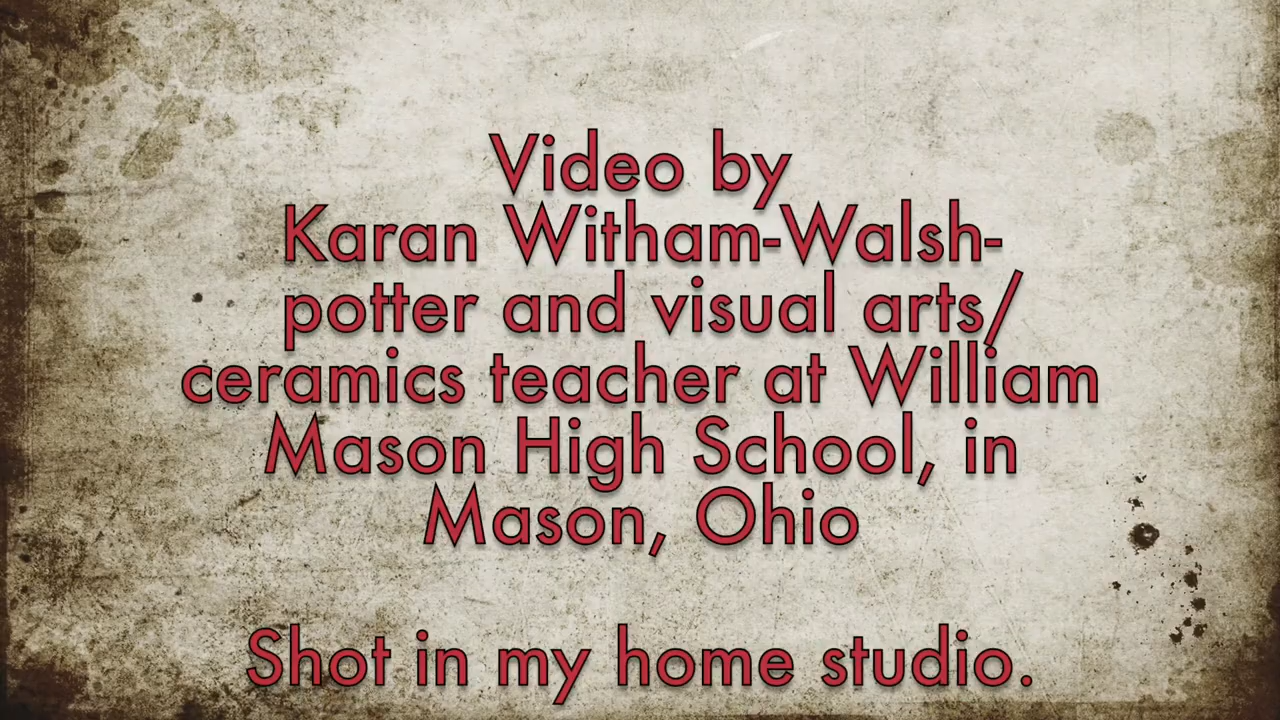 Video by
Karan Witham-Walsh-
potter and visual arts/
ceramics teacher at William
Mason High School, in
Mason, Ohio
Shot in my home studio.